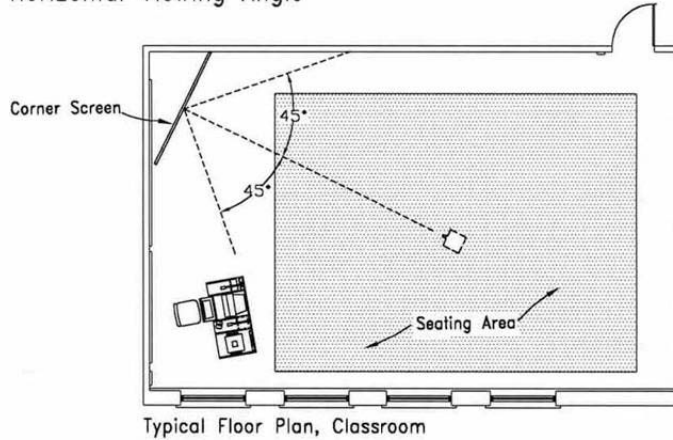 Horizontal Viewing Angle
Corner Screen
45°
45°
Seating Area
Typical Floor Plan, Classroom